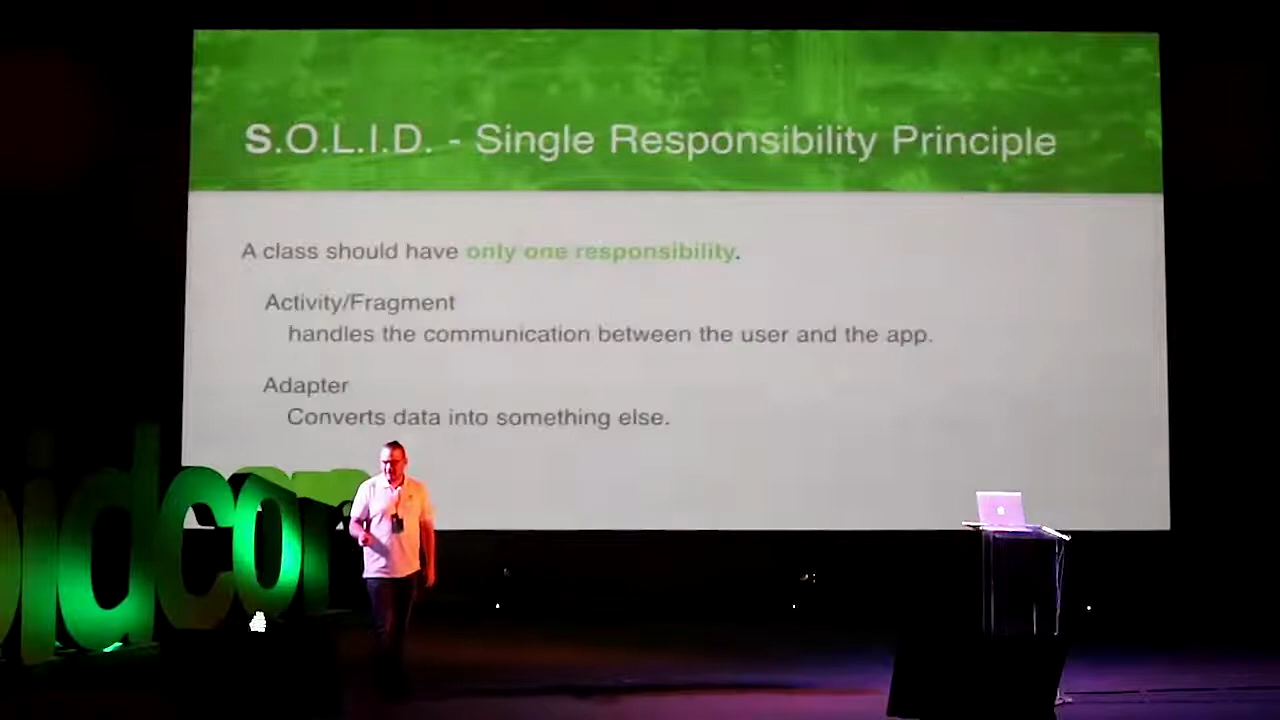 S.O.L.I.D. - Single Responsibility Principle
A class should have only one responsibility.
Activity/Fragment
handles the communication between the user and the app.
Adapter
Converts data into something else.
oidcon